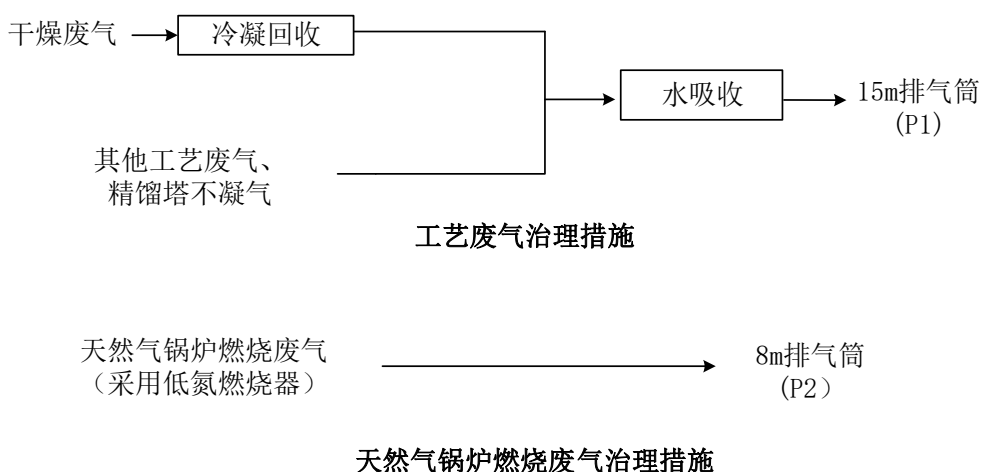 干燥废气
冷凝回收
水吸收
15m排气筒
(P1)
其他工艺废气、
精馏塔不凝气
工艺废气治理措施
天然气锅炉燃烧废气
（采用低氮燃烧器）
8m排气筒
(P2）
天然气锅炉燃烧废气治理措施